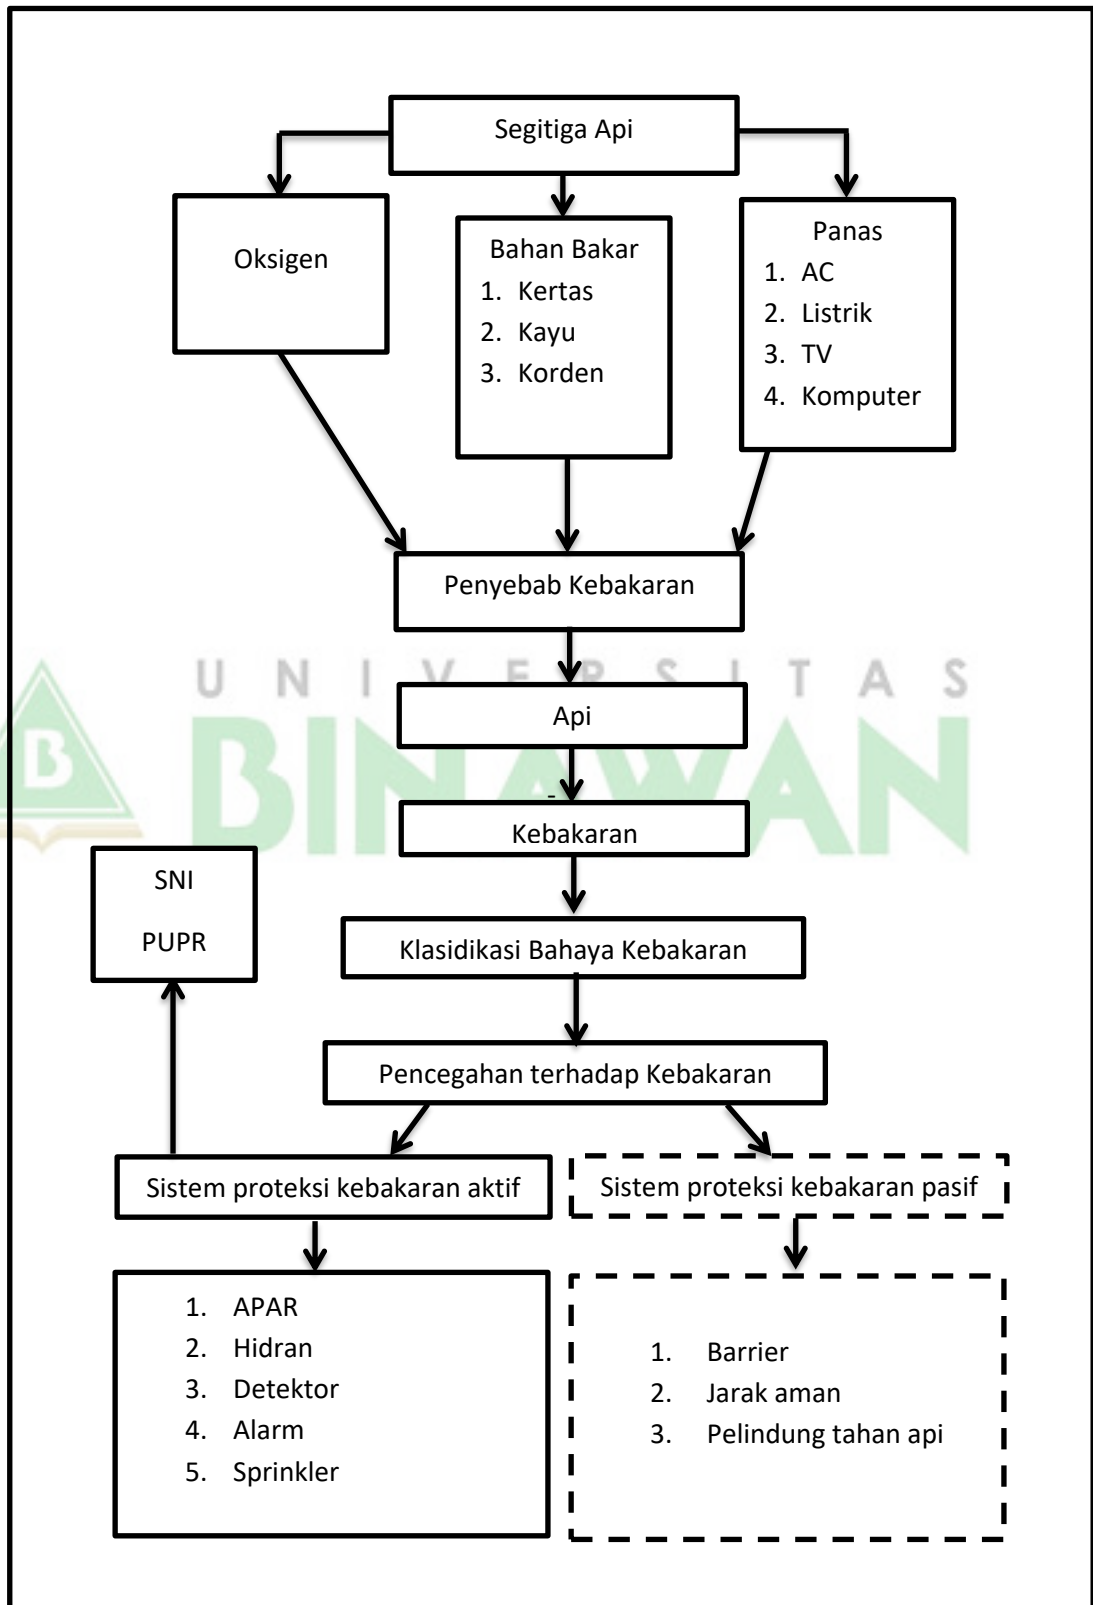 Segitiga Api
Oksigen
Bahan Bakar
1. Kertas
2. Kayu
3. Korden
Panas
1. AC
2. Listrik
3. TV
4. Komputer
Penyebab Kebakaran
UNIVERSITAS
B BINAWAN
Api
-
Kebakaran
SNI
PUPR
Klasidikasi Bahaya Kebakaran
Pencegahan terhadap Kebakaran
Sistem proteksi kebakaran aktif
Sistem proteksi kebakaran pasif
1. APAR
2. Hidran
3. Detektor
4. Alarm
5. Sprinkler
1. Barrier
2. Jarak aman
3. Pelindung tahan api